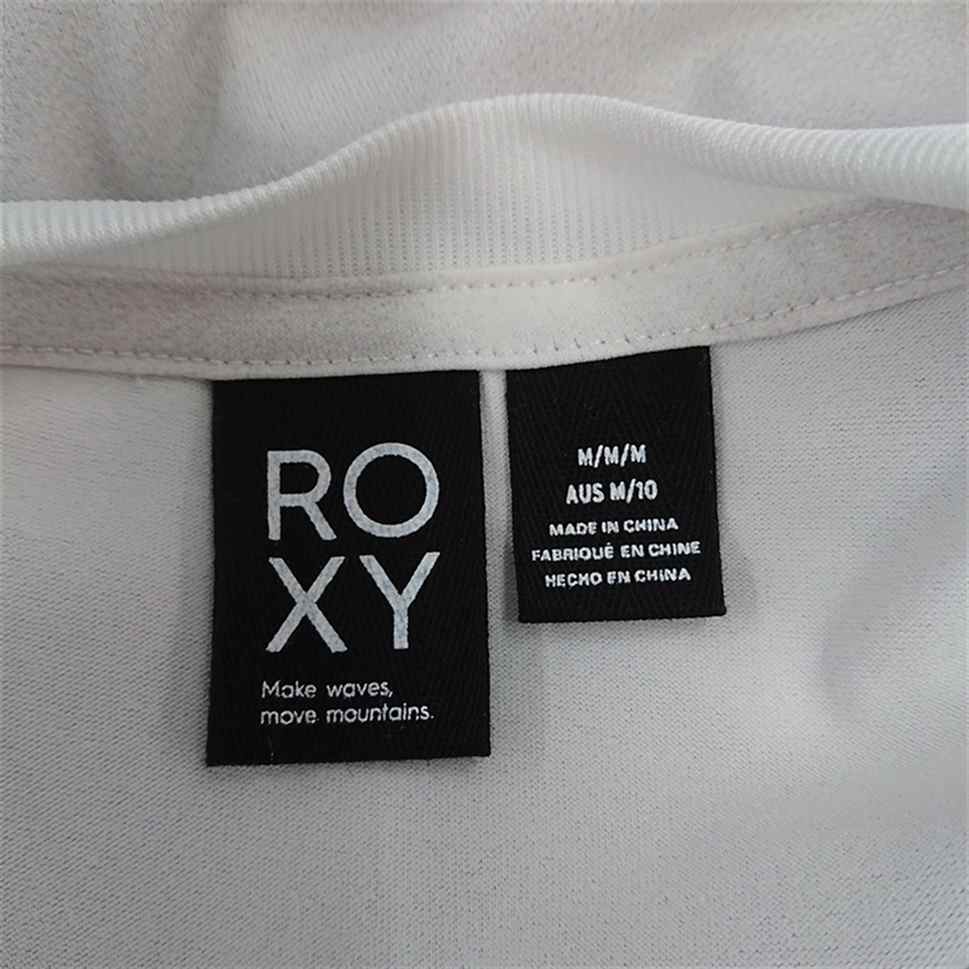 RO
XY
Make waves,
move mountains.
M/M/M
AUS M/10
MADE IN CHINA
FABRIQUÉ EN CHINE
HECHO EN CHINA